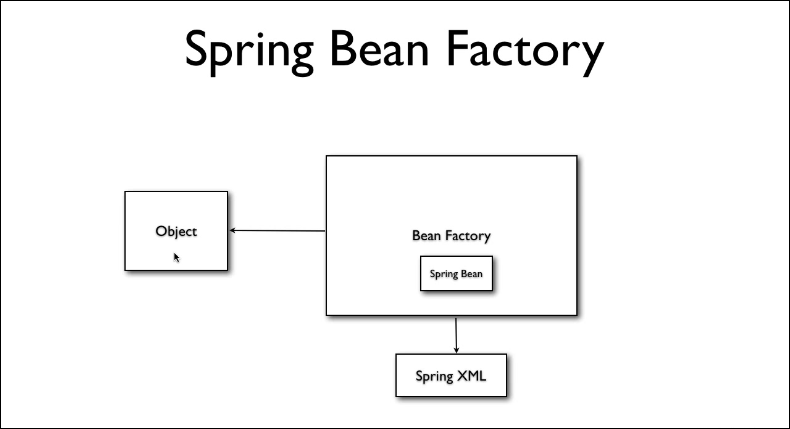 Spring Bean Factory
Object
Bean Factory
Spring Bean
Spring XML